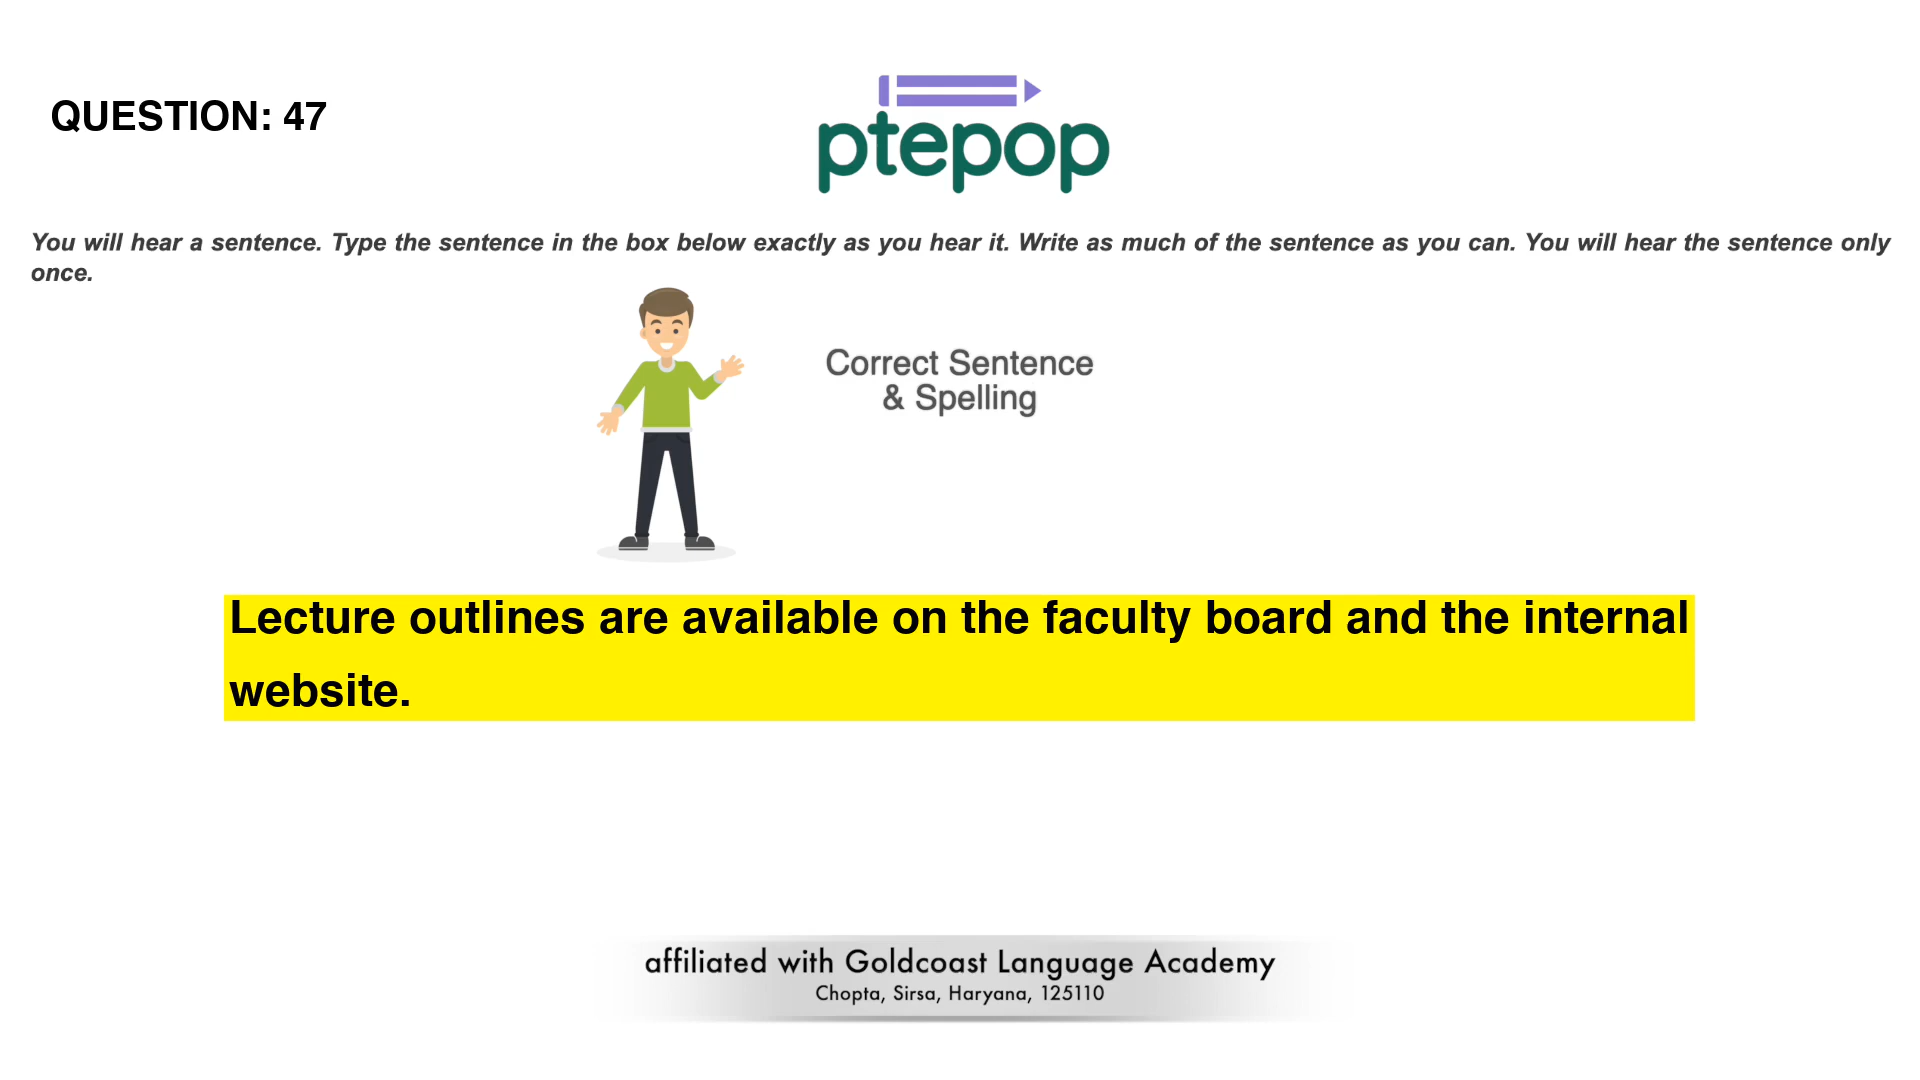 QUESTION: 47
ptepop
You will hear a sentence. Type the sentence in the box below exactly as you hear it. Write as much of the sentence as you can. You will hear the sentence only
once.
Correct Sentence
& Spelling
Lecture outlines are available on the faculty board and the internal
website.
affiliated with Goldcoast Language Academy
Chopta, Sirsa, Haryana, 125110